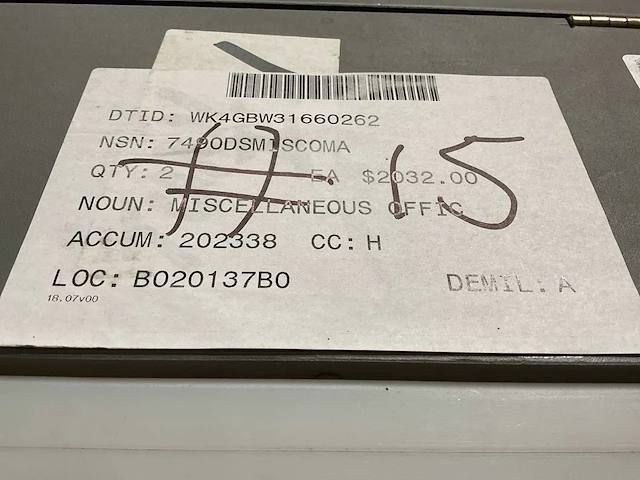 DTID: WK4GBW31660262
NSN: 7490DSMISCOMA
QTY: 2 EA $2032.00
NOUN: MISCELLANEOUS OFFIC
ACCUM: 202338 CC: H
LOC: B020137B0 DEMIL: A
18.07v00
#15